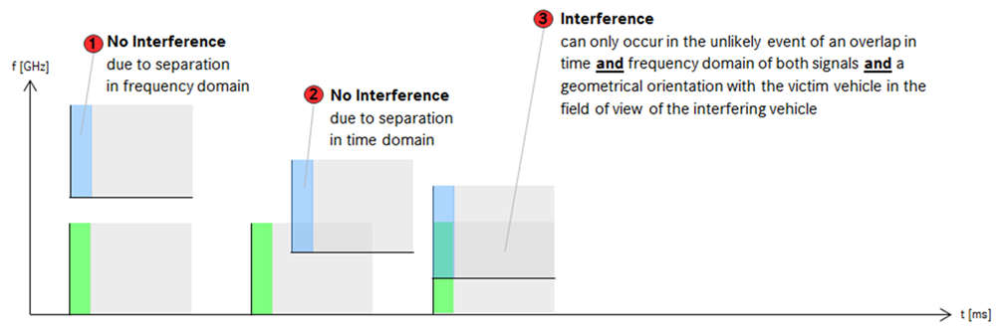 3 Interference
can only occur in the unlikely event of an overlap in
time and frequency domain of both signals and a
geometrical orientation with the victim vehicle in the
field of view of the interfering vehicle
1 No Interference
due to separation
in frequency domain
f [GHz]
2 No Interference
due to separation
in time domain
t [ms]